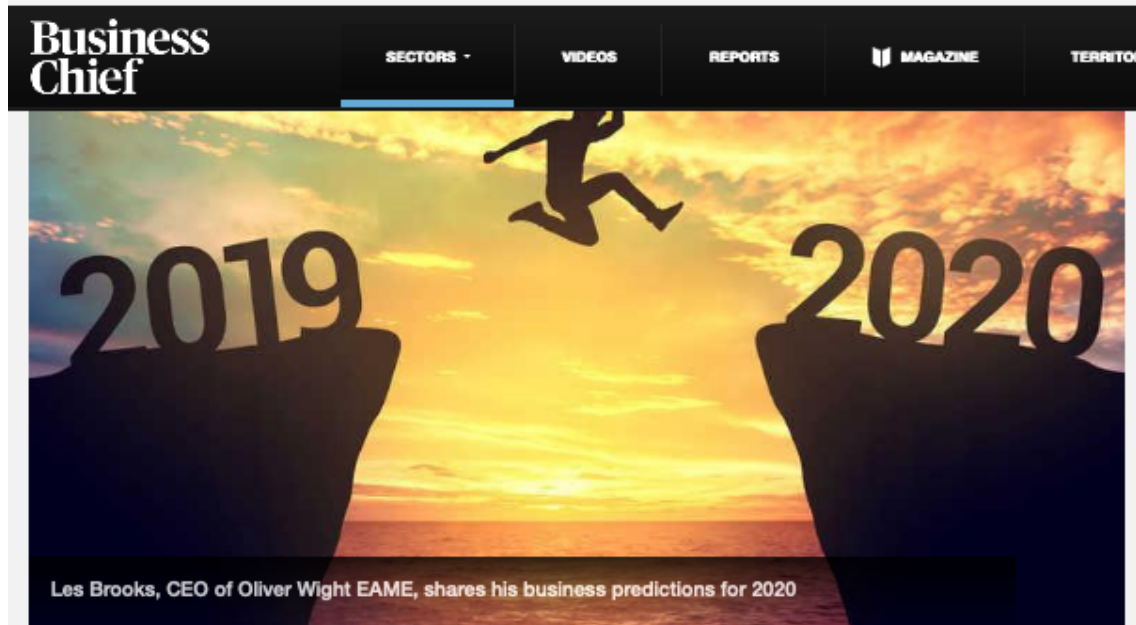 Business
Chief
SECTORS
VIDEOS
REPORTS
MAGAZINE
TERRITO
2019
2020
Les Brooks, CEO of Oliver Wight EAME, shares his business predictions for 2020